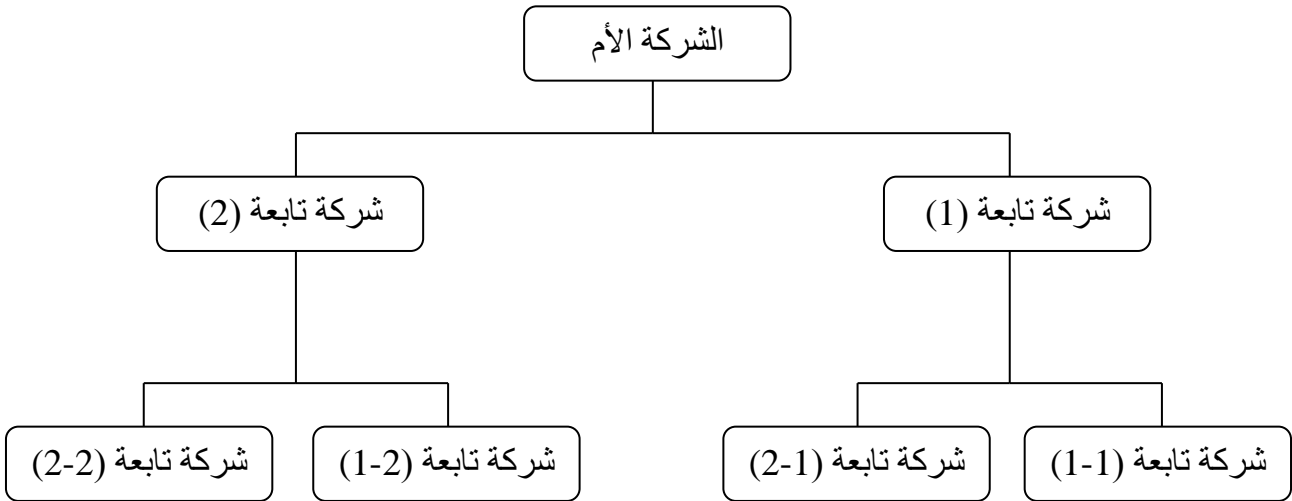 الشركة الأم
شركة تابعة (1)
شركة تابعة (2)
شركة تابعة (1-1)
شركة تابعة (2-1)
شركة تابعة (1-2)
شركة تابعة (2-2)